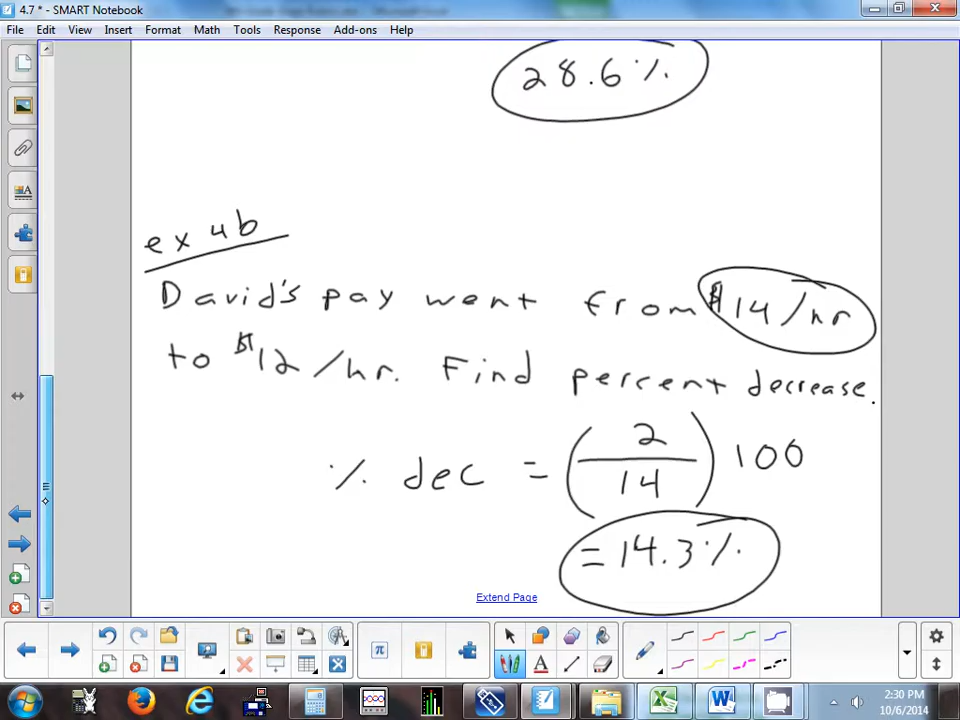 4.7 * - SMART Notebook
File Edit View Insert Format Math Tools Response Add-ons Help
28.6%
ex 4b
David's pay went from $14/hr
to $12/hr. Find percent decrease.
% dec = (2/14) 100
= 14.3%
Extend Page
2:30 PM
10/6/2014